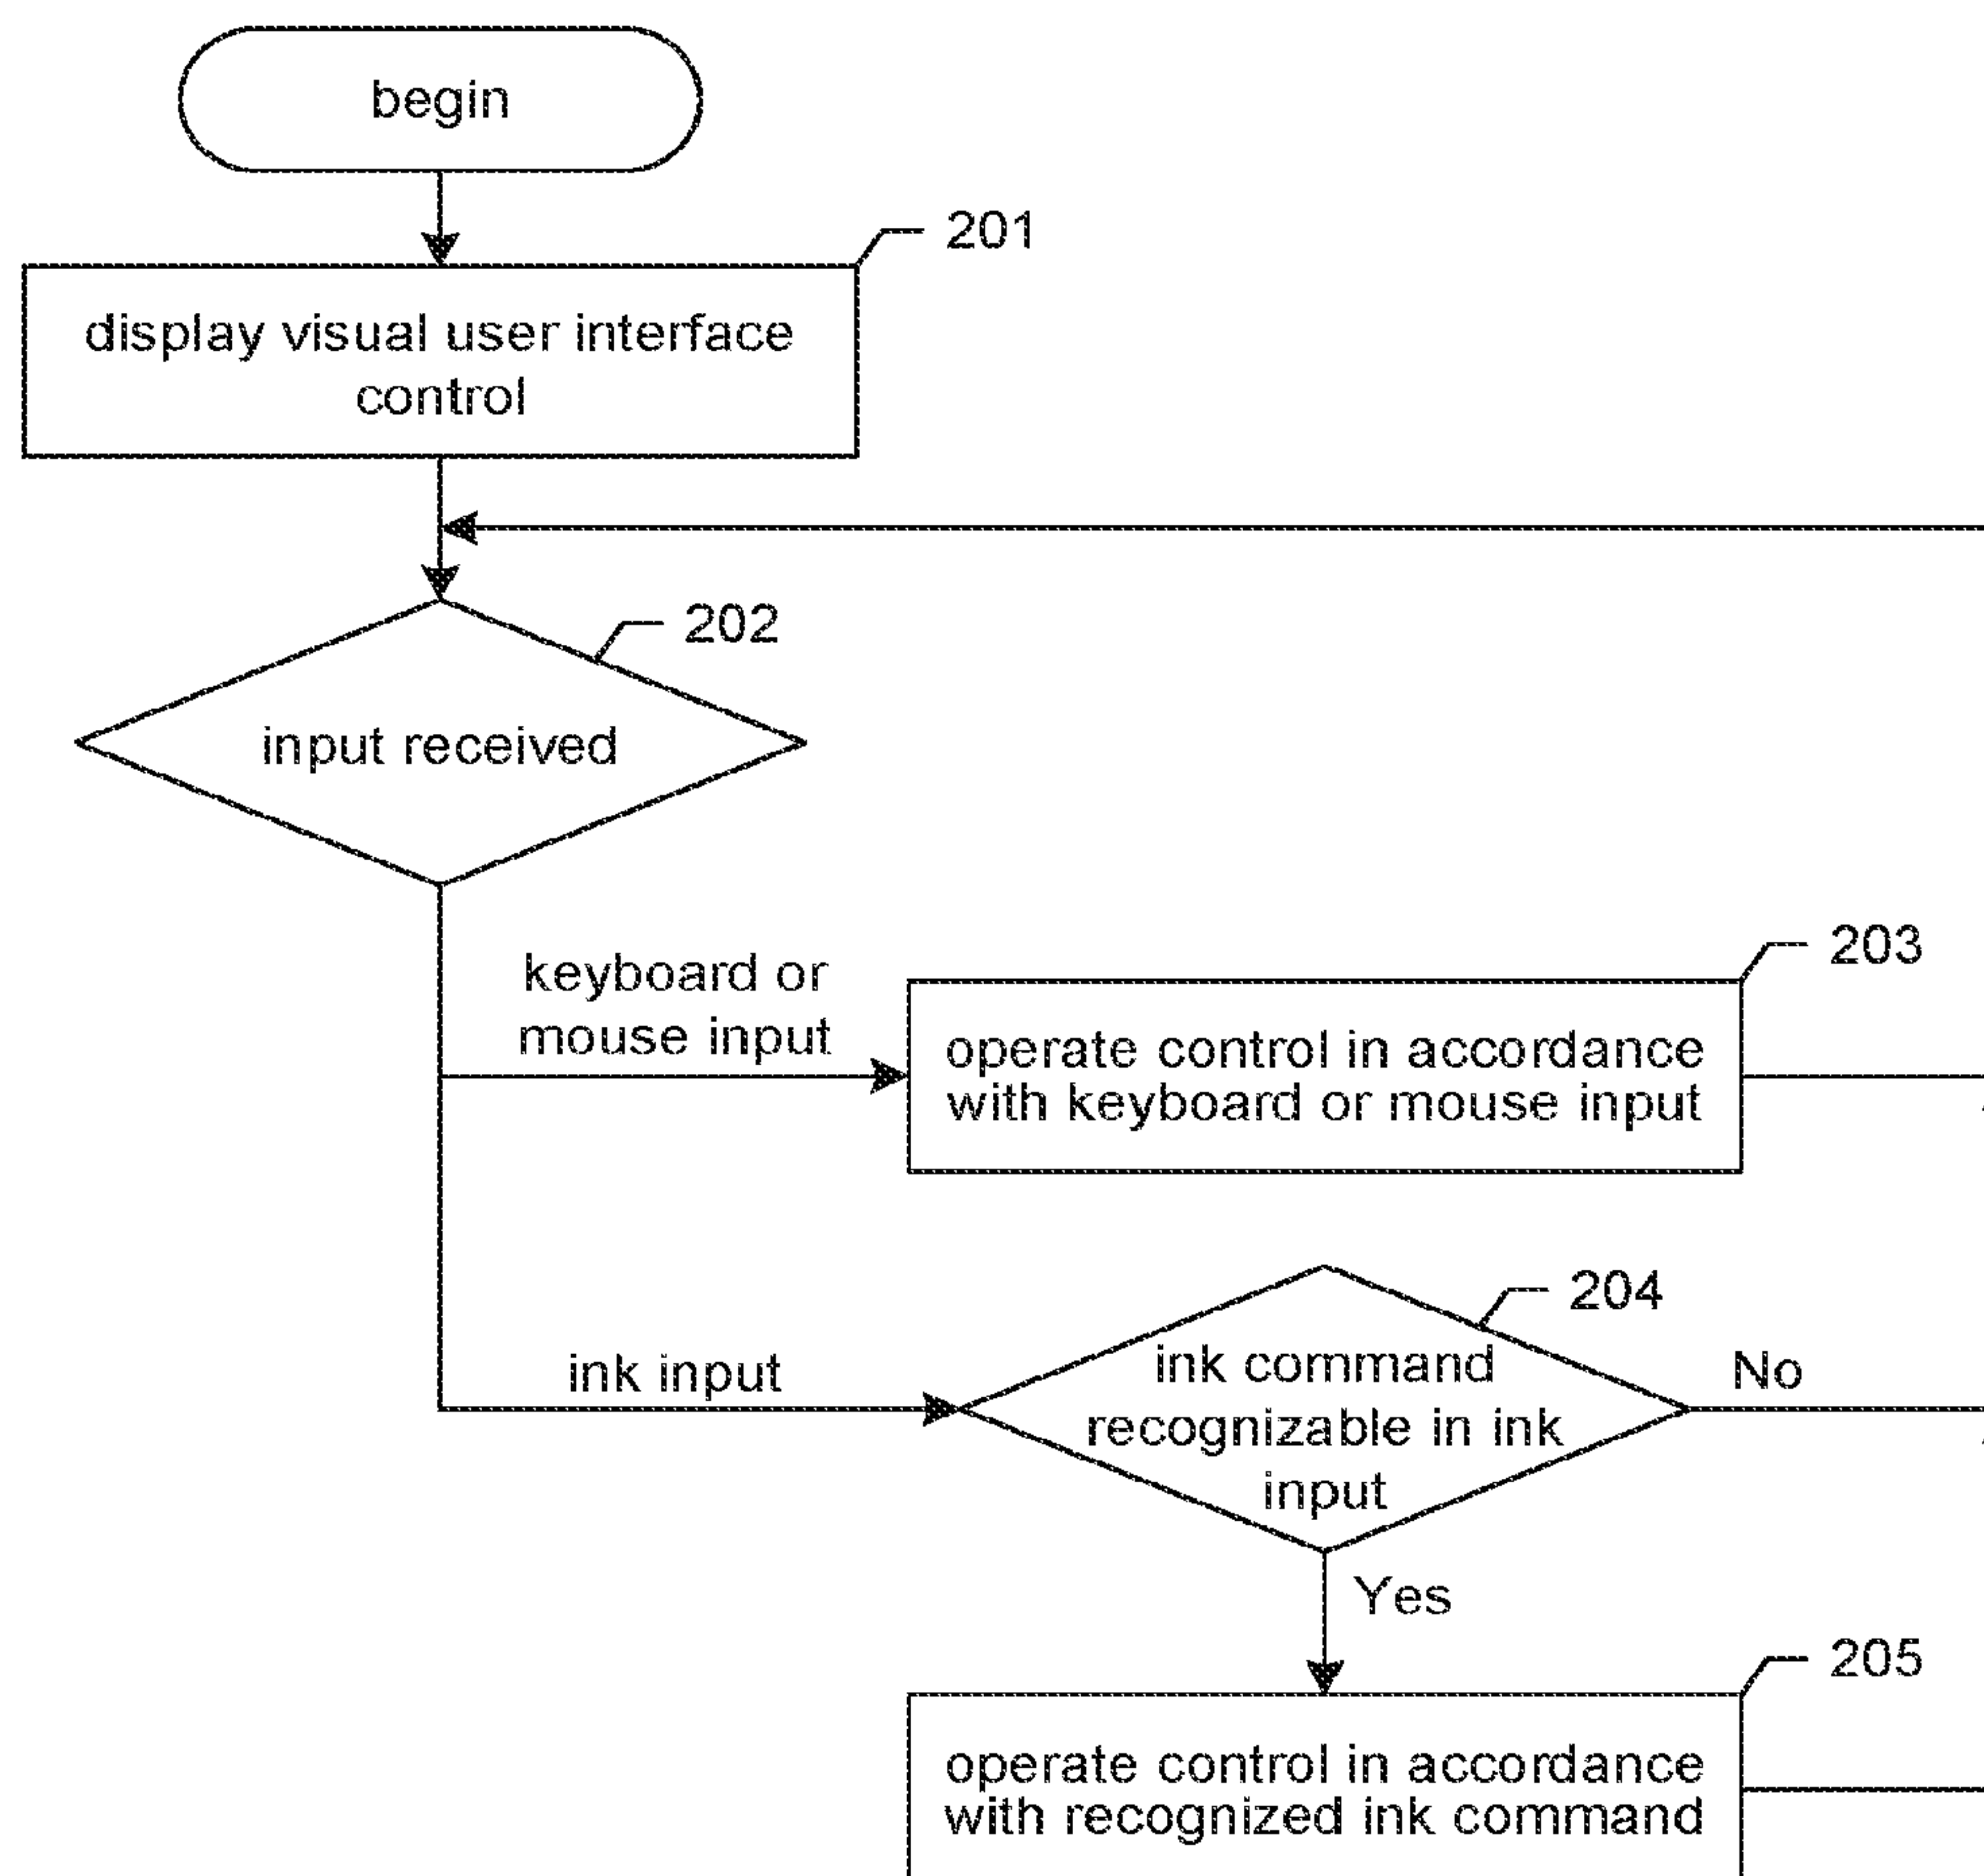 begin
201
display visual user interface
control
202
input received
keyboard or
mouse input
203
operate control in accordance
with keyboard or mouse input
204
ink input
ink command
recognizable in ink
input
No
Yes
205
operate control in accordance
with recognized ink command